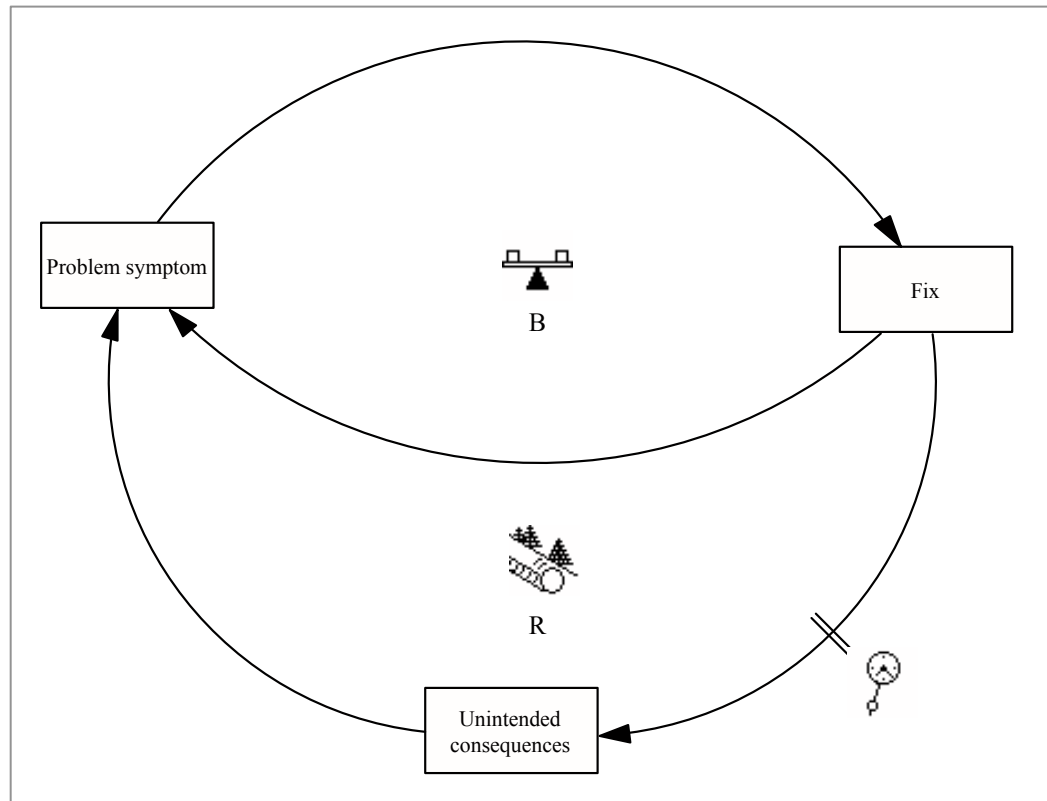 Problem symptom
Fix
B
R
Unintended
consequences